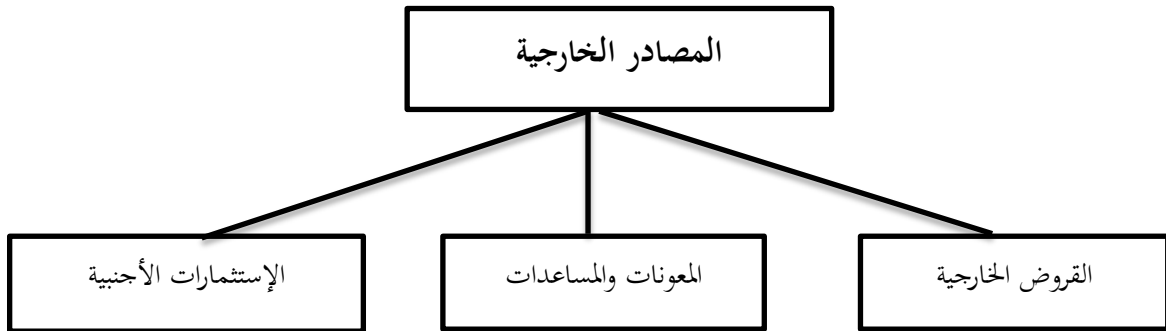 المصادر الخارجية
القروض الخارجية
المعونات والمساعدات
الإستثمارات الأجنبية